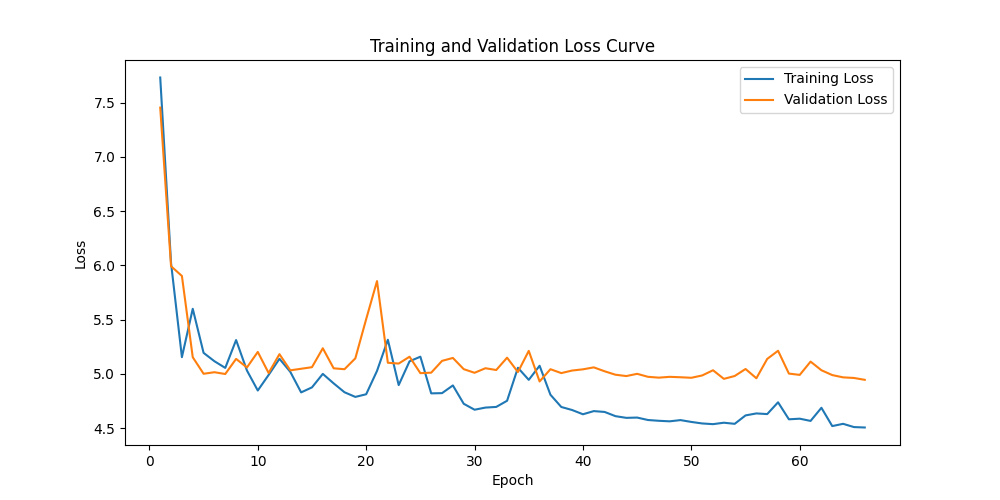 Training and Validation Loss Curve
Training Loss
Validation Loss
7.5
7.0
6.5
6.0
5.5
5.0
4.5
Loss
0 10 20 30 40 50 60
Epoch